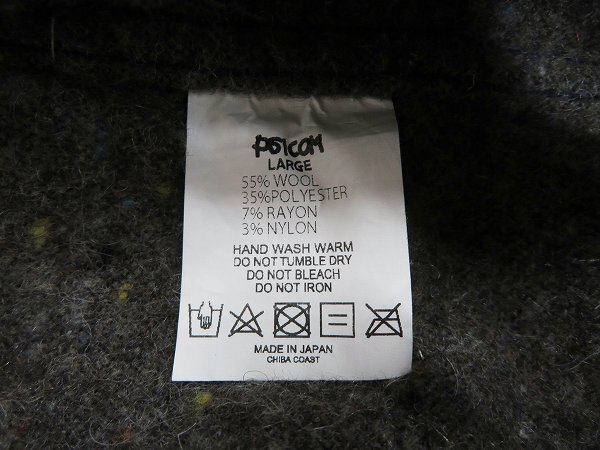 PSICOM
LARGE
55% WOOL
35%POLYESTER
7% RAYON
3% NYLON
HAND WASH WARM
DO NOT TUMBLE DRY
DO NOT BLEACH
DO NOT IRON
MADE IN JAPAN
CHIBA COAST